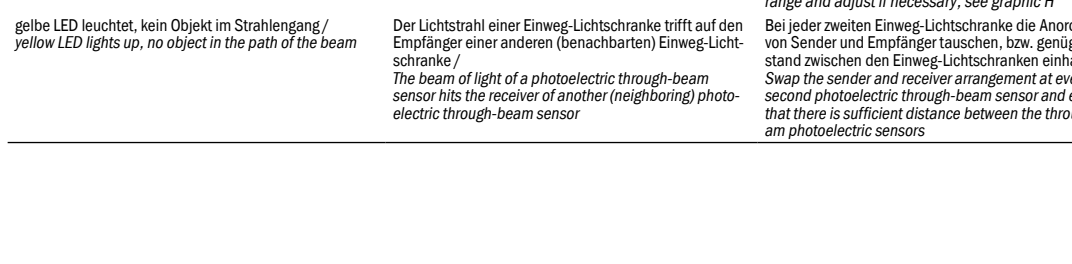 range and adjust if necessary, see graphic H
gelbe LED leuchtet, kein Objekt im Strahlengang /
yellow LED lights up, no object in the path of the beam
Der Lichtstrahl einer Einweg-Lichtschranke trifft auf den
Empfänger einer anderen (benachbarten) Einweg-Licht-
schranke /
The beam of light of a photoelectric through-beam
sensor hits the receiver of another (neighboring) photo-
electric through-beam sensor
Bei jeder zweiten Einweg-Lichtschranke die
von Sender und Empfänger tauschen, bzw.
stand zwischen den Einweg-Lichtschranken
Swap the sender and receiver arrangement at
second photoelectric through-beam sensor and
that there is sufficient distance between the
am photoelectric sensors